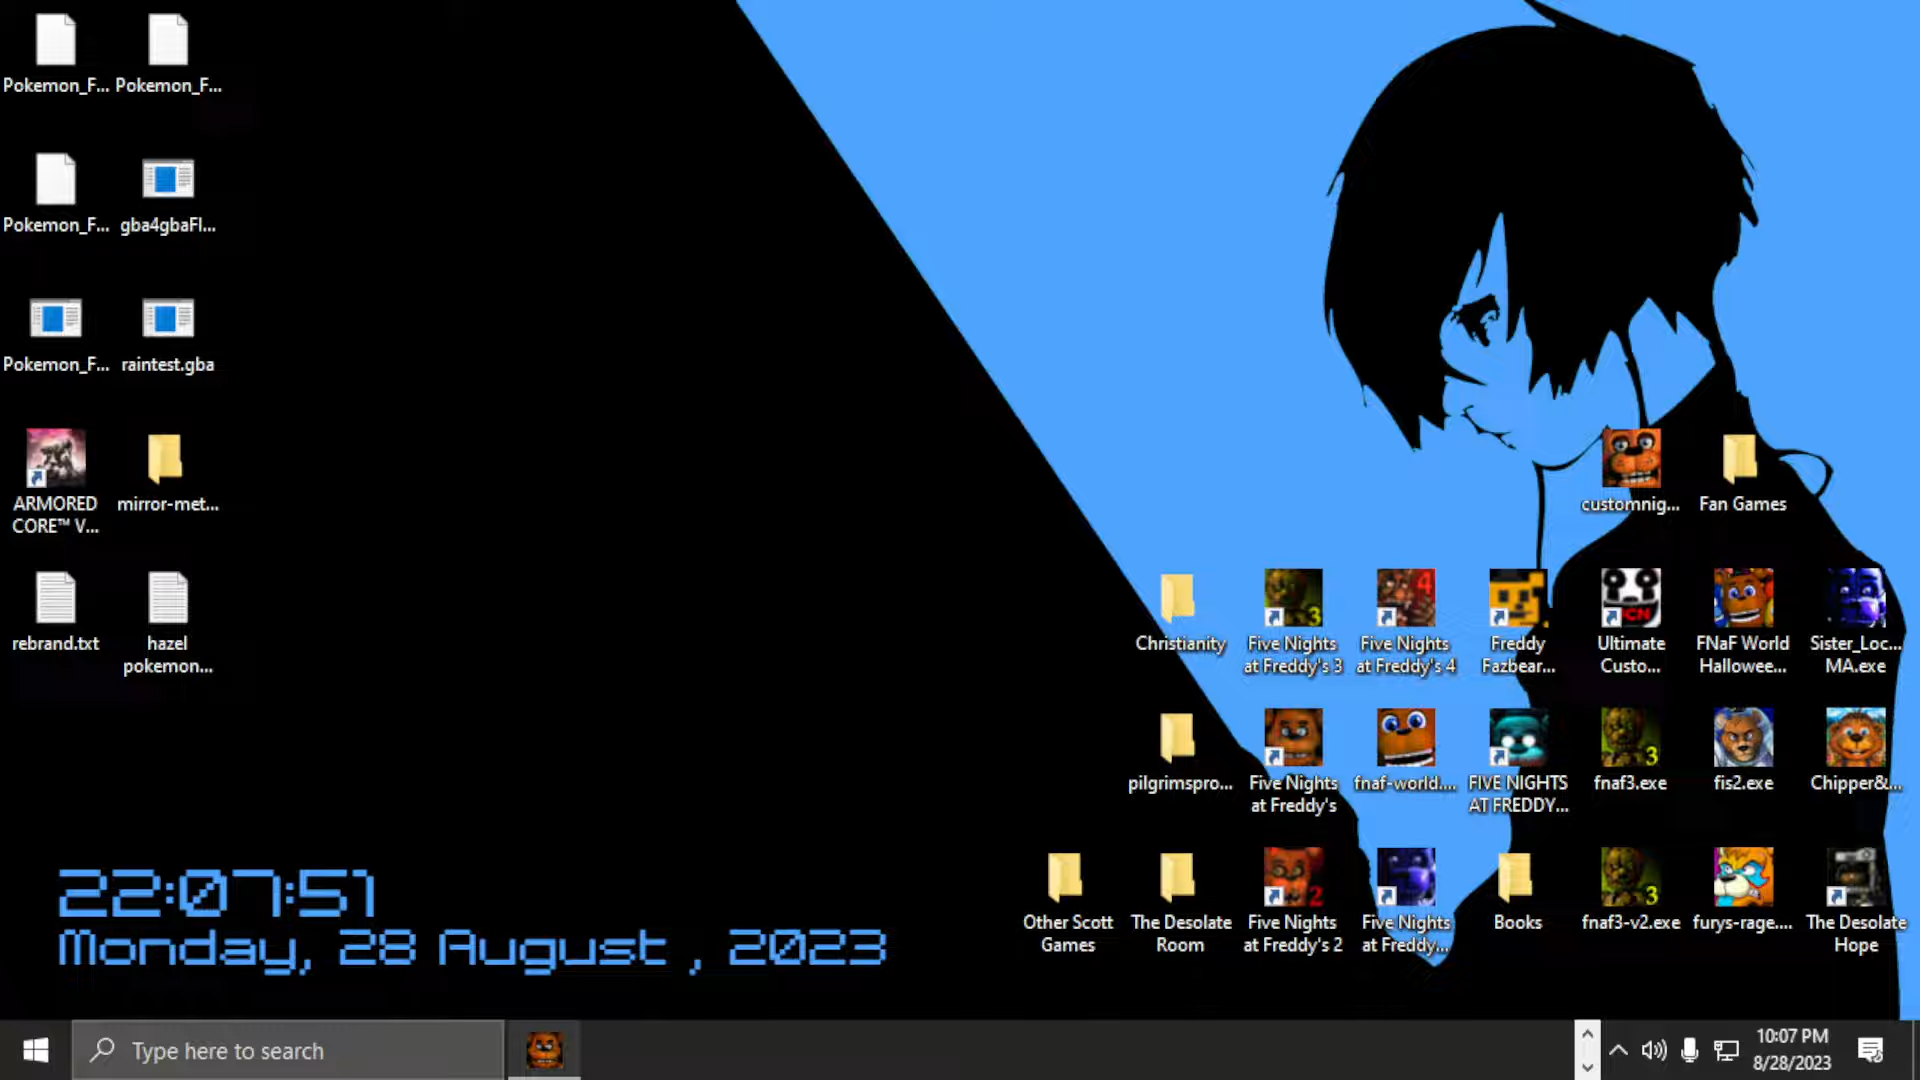 Pokemon_F...
Pokemon_F...
Pokemon_F...
gba4gbaFl...
Pokemon_F...
raintest.gba
ARMORED
CORE™ V...
mirror-met...
rebrand.txt
hazel
pokemon...
customnig...
Fan Games
Christianity
Five Nights
at Freddy's 3
Five Nights
at Freddy's 4
Freddy
Fazbear...
Ultimate
Custo...
FNaF World
Hallowee...
Sister_Loc...
MA.exe
pilgrimspro...
Five Nights
at Freddy's
fnaf-world....
FIVE NIGHTS
AT FREDDY...
fnaf3.exe
fis2.exe
Chipper&...
Other Scott
Games
The Desolate
Room
Five Nights
at Freddy's 2
Five Nights
at Freddy...
Books
fnaf3-v2.exe
furys-rage....
The Desolate
Hope
22:07:51
Monday, 28 August , 2023
Type here to search
10:07 PM
8/28/2023